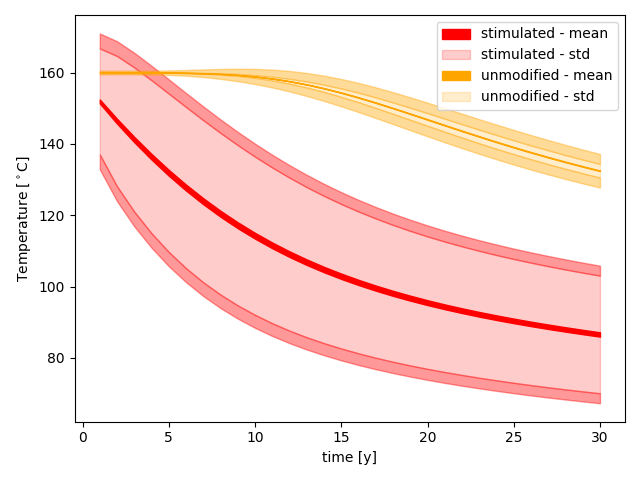 stimulated - mean
stimulated - std
unmodified - mean
unmodified - std
Temperature [°C]
160
140
120
100
80
0 5 10 15 20 25 30
time [y]